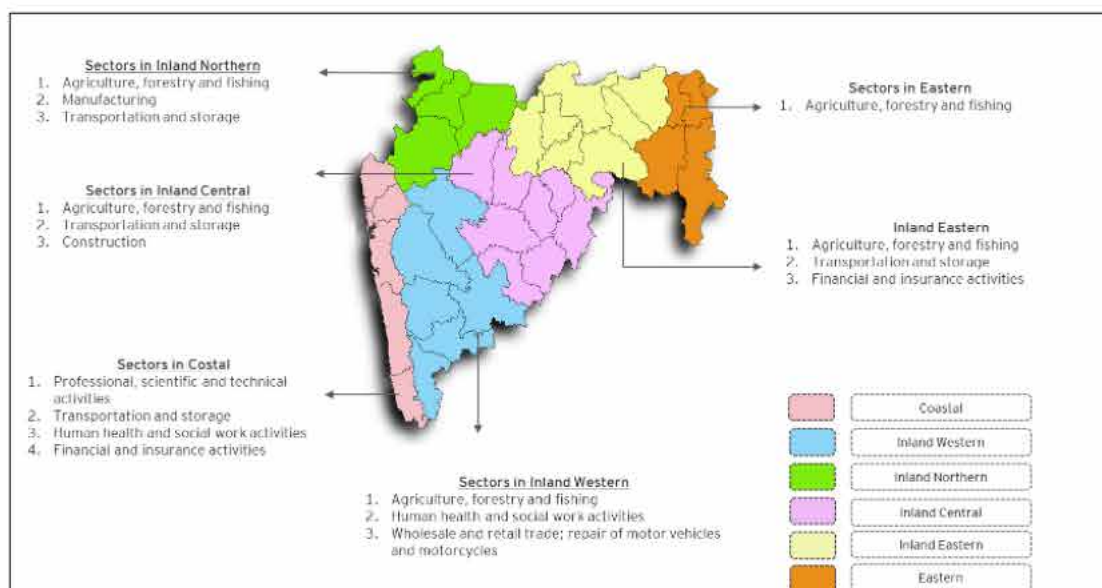 Sectors in Inland Northern
1. Agriculture, forestry and fishing
2. Manufacturing
3. Transportation and storage
Sectors in Eastern
1. Agriculture, forestry and fishing
Sectors in Inland Central
1. Agriculture, forestry and fishing
2. Transportation and storage
3. Construction
Inland Eastern
1. Agriculture, forestry and fishing
2. Transportation and storage
3. Financial and insurance activities
Sectors in Costal
1. Professional, scientific and technical
activities
2. Transportation and storage
3. Human health and social work activities
4. Financial and insurance activities
Sectors in Inland Western
1. Agriculture, forestry and fishing
2. Human health and social work activities
3. Wholesale and retail trade; repair of motor vehicles
and motorcycles
Coastal
Inland Western
Inland Northern
Inland Central
Inland Eastern
Eastern